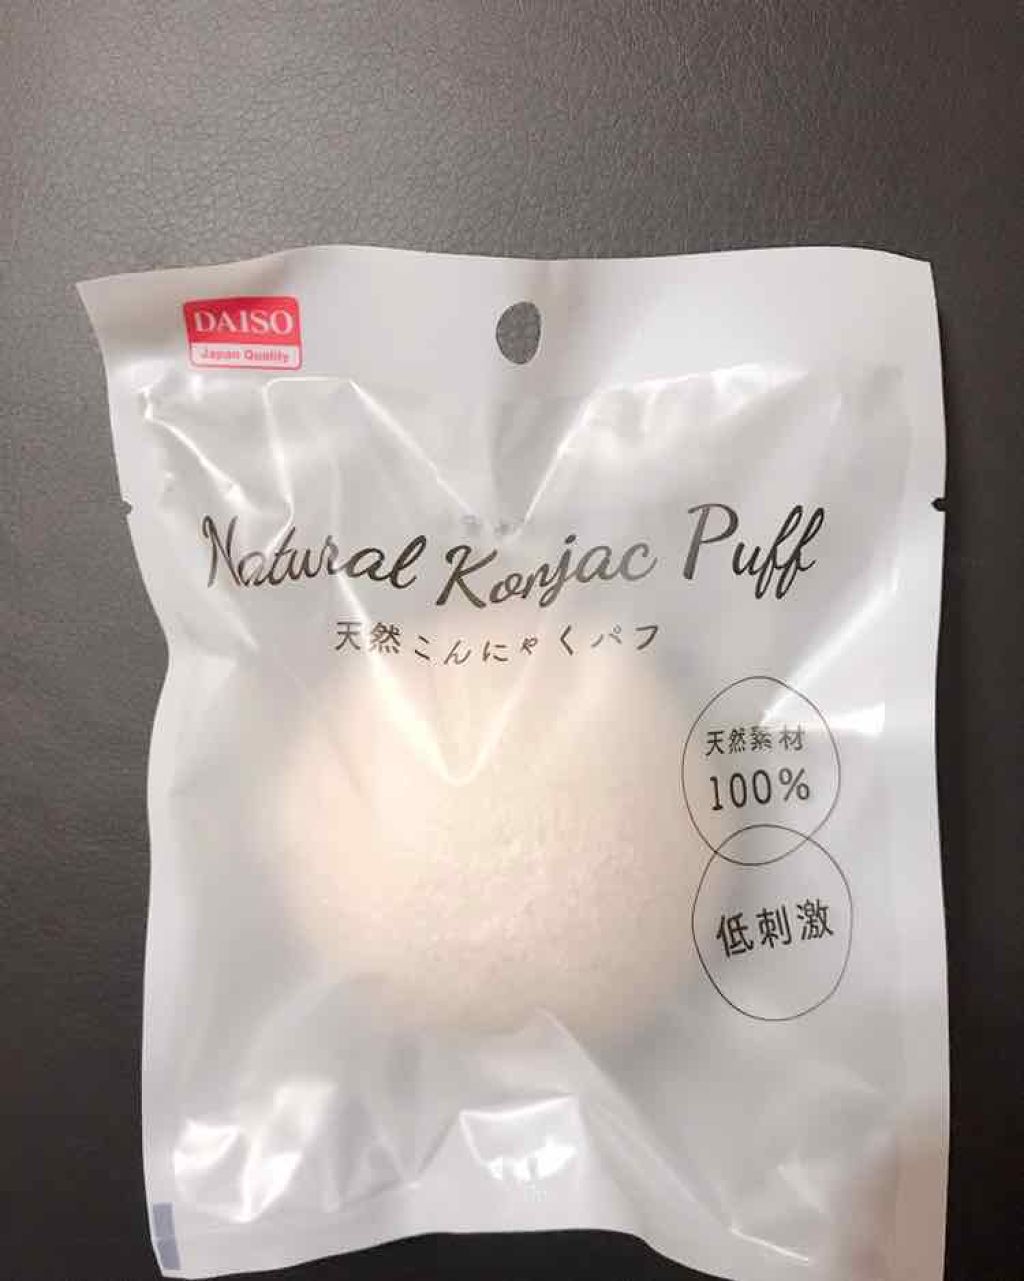 DAISO
Japan Quality
Natural Konjac Puff
天然こんにゃくパフ
天然素材
100%
低刺激